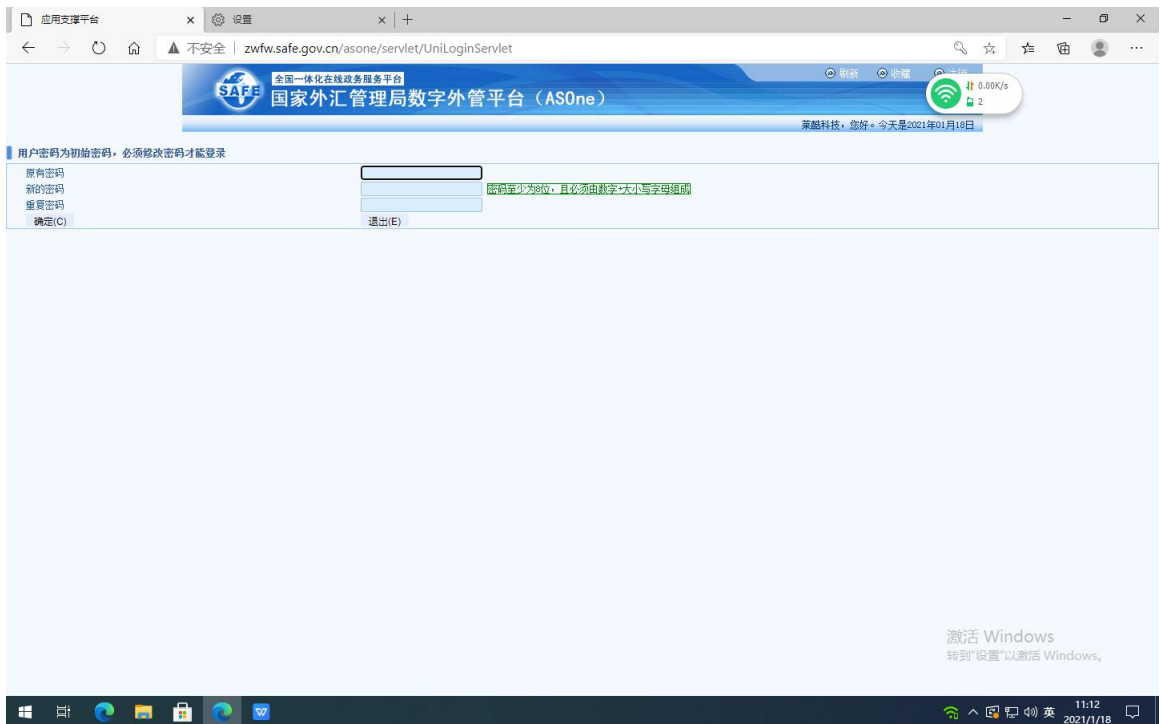 应用支撑平台
设置
不安全 | zwfw.safe.gov.cn/asone/servlet/UniLoginServlet
SAFE
全国一体化在线政务服务平台
国家外汇管理局数字外管平台（ASOne）
刷新 收藏
0.00K/s
2
莱酷科技，您好。今天是2021年01月18日
用户密码为初始密码，必须修改密码才能登录
原有密码
新的密码 密码至少为8位，且必须由数字+大小写字母组成
重复密码
确定(C) 退出(E)
激活 Windows
转到"设置"以激活 Windows。
英
11:12
2021/1/18